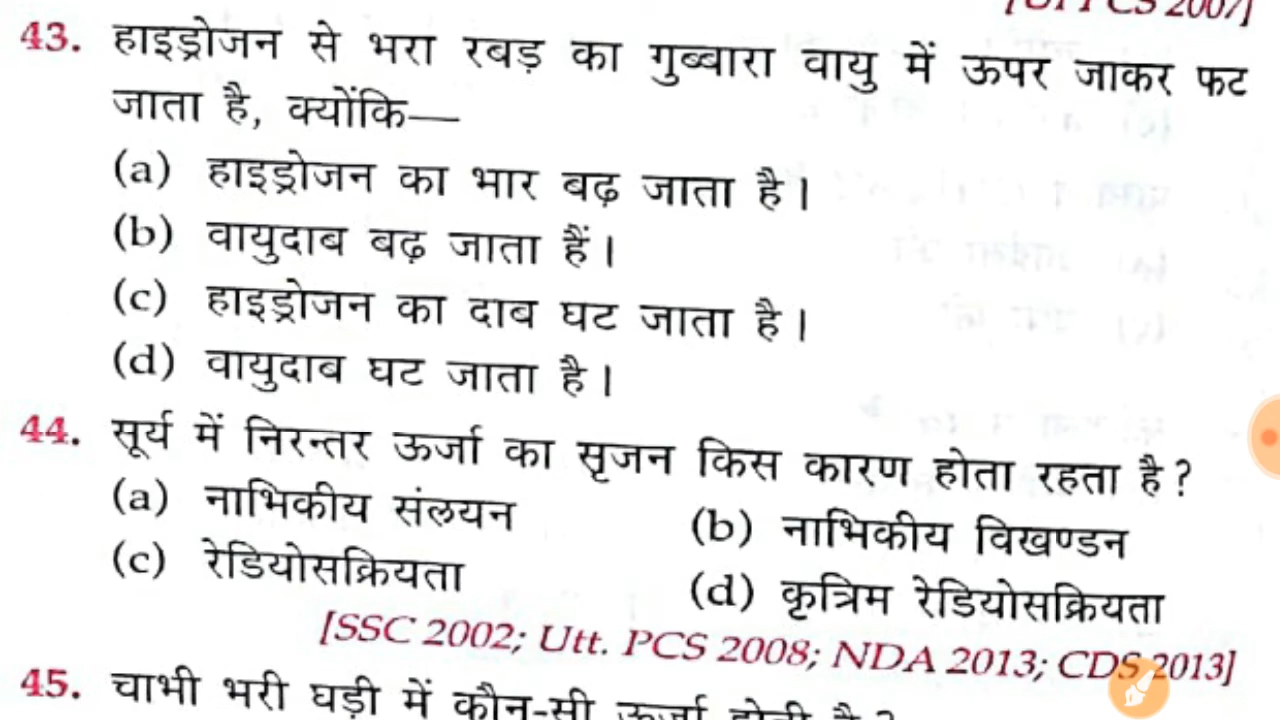 43. हाइड्रोजन से भरा रबड़ का गुब्बारा वायु में ऊपर जाकर फट
जाता है, क्योंकि—
(a) हाइड्रोजन का भार बढ़ जाता है।
(b) वायुदाब बढ़ जाता हैं।
(c) हाइड्रोजन का दाब घट जाता है।
(d) वायुदाब घट जाता है।
44. सूर्य में निरन्तर ऊर्जा का सृजन किस कारण होता रहता है?
(a) नाभिकीय संलयन (b) नाभिकीय विखण्डन
(c) रेडियोसक्रियता (d) कृत्रिम रेडियोसक्रियता
[SSC 2002; Utt. PCS 2008; NDA 2013; CDS 2013]
45. चाभी भरी घड़ी में कौन-सी ऊर्जा होती है?